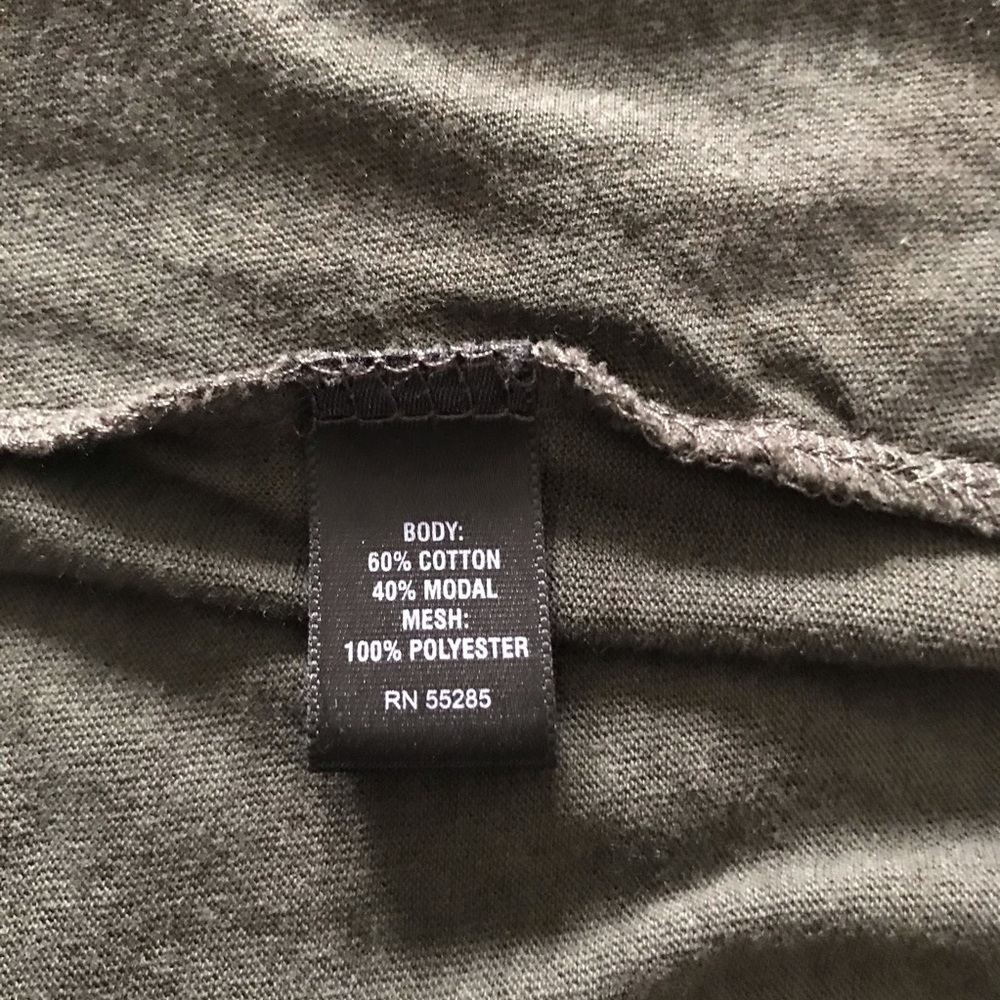 BODY:
60% COTTON
40% MODAL
MESH:
100% POLYESTER
RN 55285